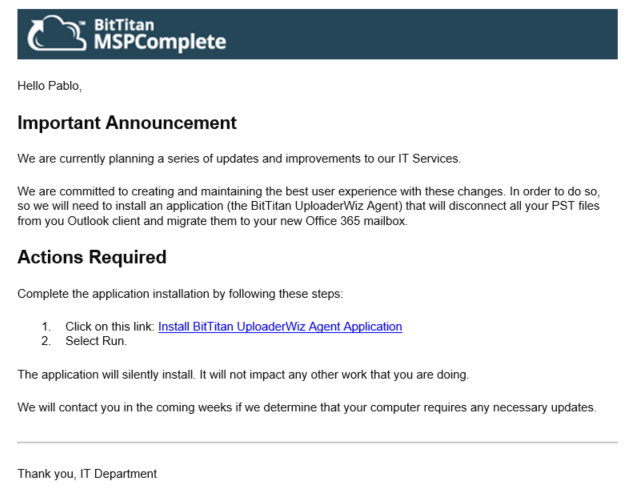 BitTitan
MSPComplete
Hello Pablo,
Important Announcement
We are currently planning a series of updates and improvements to our IT Services.
We are committed to creating and maintaining the best user experience with these changes. In order to do so,
so we will need to install an application (the BitTitan UploaderWiz Agent) that will disconnect all your PST files
from you Outlook client and migrate them to your new Office 365 mailbox.
Actions Required
Complete the application installation by following these steps:
1. Click on this link: Install BitTitan UploaderWiz Agent Application
2. Select Run.
The application will silently install. It will not impact any other work that you are doing.
We will contact you in the coming weeks if we determine that your computer requires any necessary updates.
Thank you, IT Department